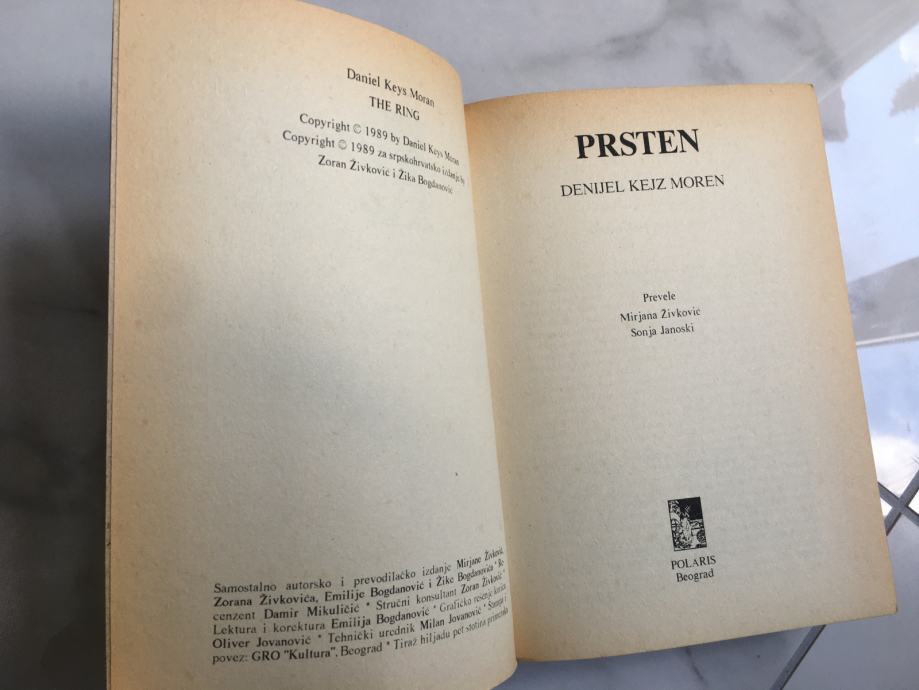 Daniel Keys Moran
THE RING
Copyright © 1989 by Daniel Keys Moran
Copyright © 1989 za srpskohrvatsko izdanje by
Zoran Živković i Žika Bogdanović
Samostalno autorsko i prevodilačko izdanje Mirjane Živković,
Zorana Živkovića, Emilije Bogdanović i Žike Bogdanovića * Re-
cenzent Damir Mikuličić * Stručni konsultant Zoran Živković *
Lektura i korektura Emilija Bogdanović * Grafičko rešenje korica
Oliver Jovanović * Tehnički urednik Milan Jovanović * Štampa i
povez: GRO "Kultura", Beograd * Tiraž hiljadu pet stotina primeraka
PRSTEN
DENIJEL KEJZ MOREN
Prevele
Mirjana Živković
Sonja Janoski
POLARIS
Beograd